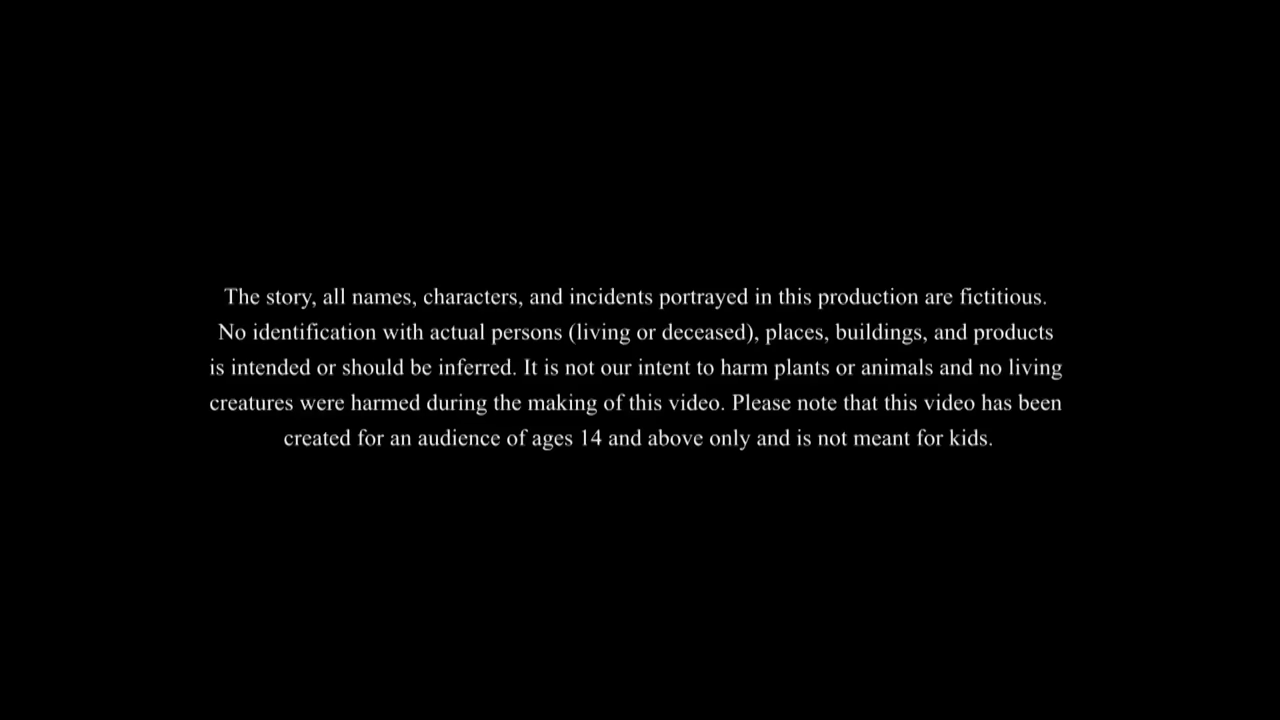 The story, all names, characters, and incidents portrayed in this production are fictitious.
No identification with actual persons (living or deceased), places, buildings, and products
is intended or should be inferred. It is not our intent to harm plants or animals and no living
creatures were harmed during the making of this video. Please note that this video has been
created for an audience of ages 14 and above only and is not meant for kids.